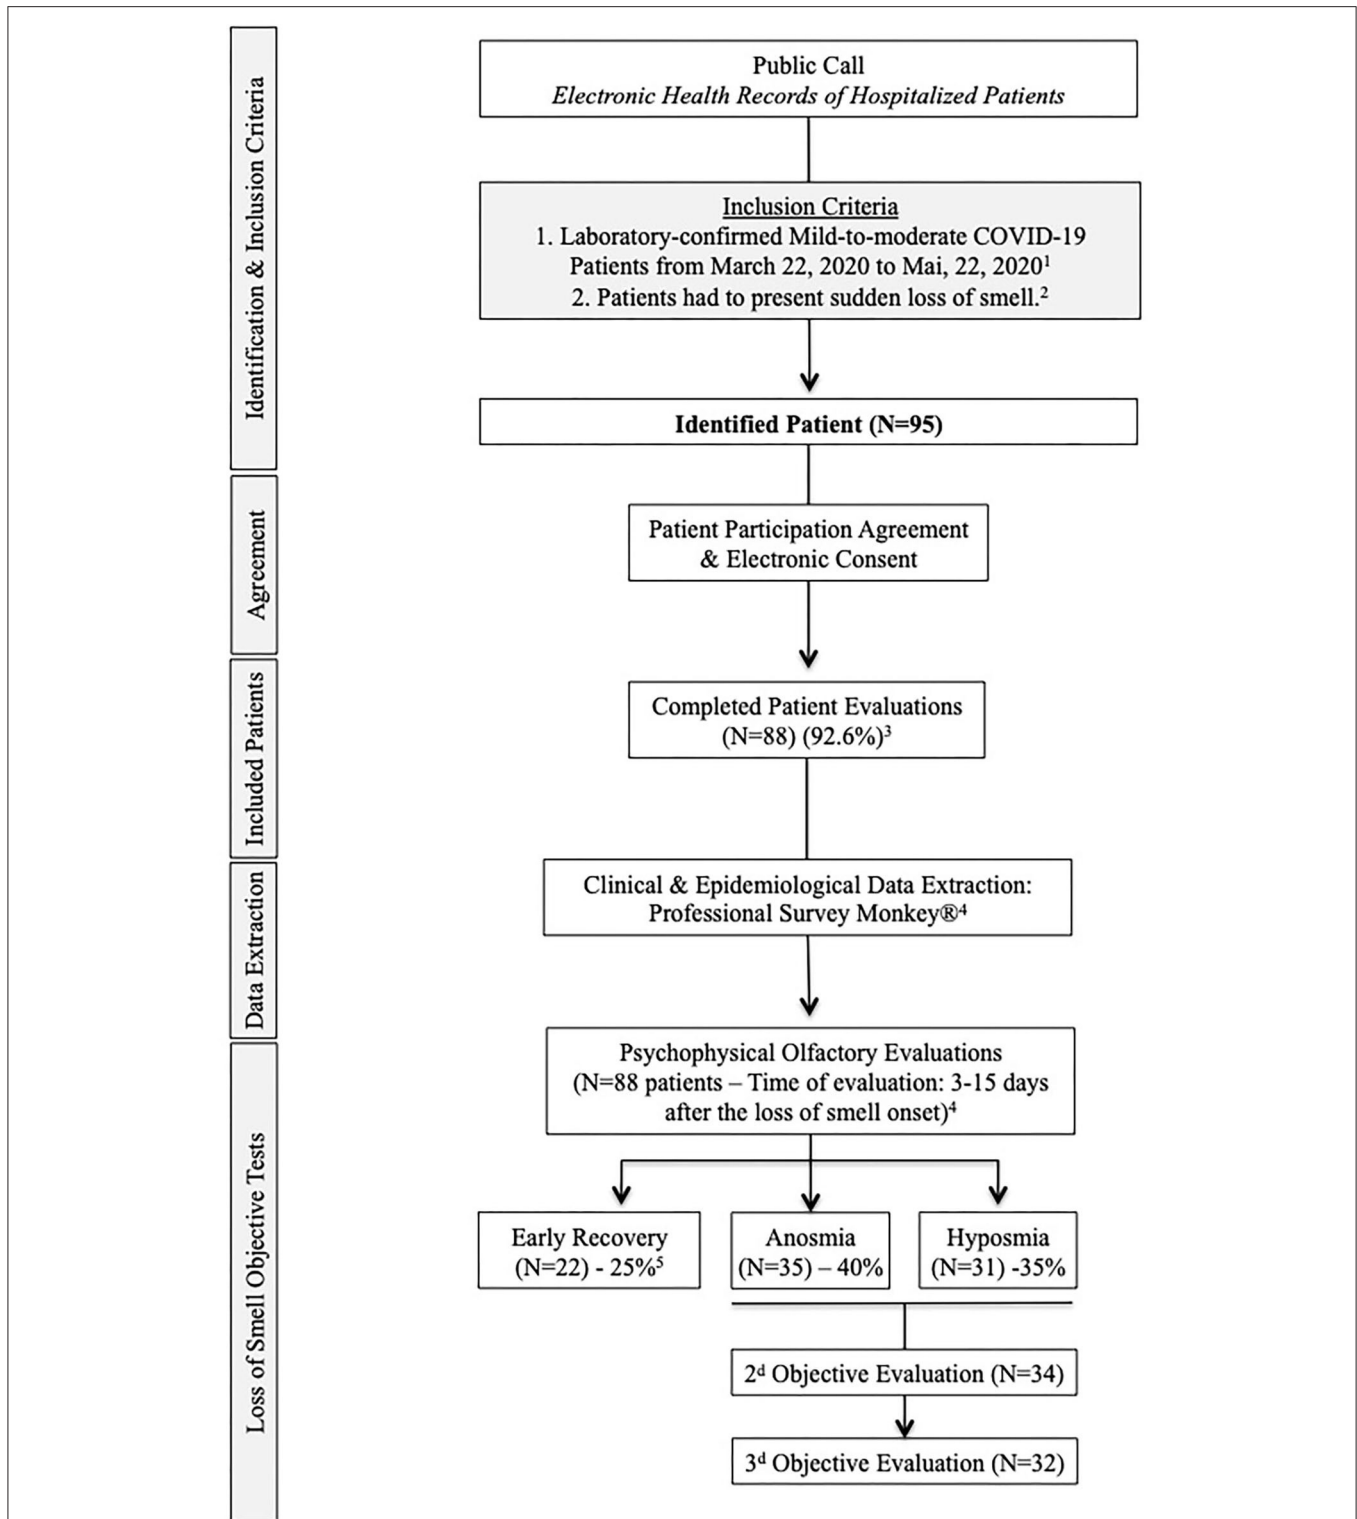 Identification & Inclusion Criteria
Public Call
Electronic Health Records of Hospitalized Patients
Inclusion Criteria
1. Laboratory-confirmed Mild-to-moderate COVID-19
Patients from March 22, 2020 to Mai, 22, 2020¹
2. Patients had to present sudden loss of smell.²
Identified Patient (N=95)
Agreement
Patient Participation Agreement
& Electronic Consent
Included Patients
Completed Patient Evaluations
(N=88) (92.6%)³
Data Extraction
Clinical & Epidemiological Data Extraction:
Professional Survey Monkey®⁴
Loss of Smell Objective Tests
Psychophysical Olfactory Evaluations
(N=88 patients – Time of evaluation: 3-15 days
after the loss of smell onset)⁴
Early Recovery
(N=22) - 25%⁵
Anosmia
(N=35) – 40%
Hyposmia
(N=31) -35%
2ᵈ Objective Evaluation (N=34)
3ᵈ Objective Evaluation (N=32)